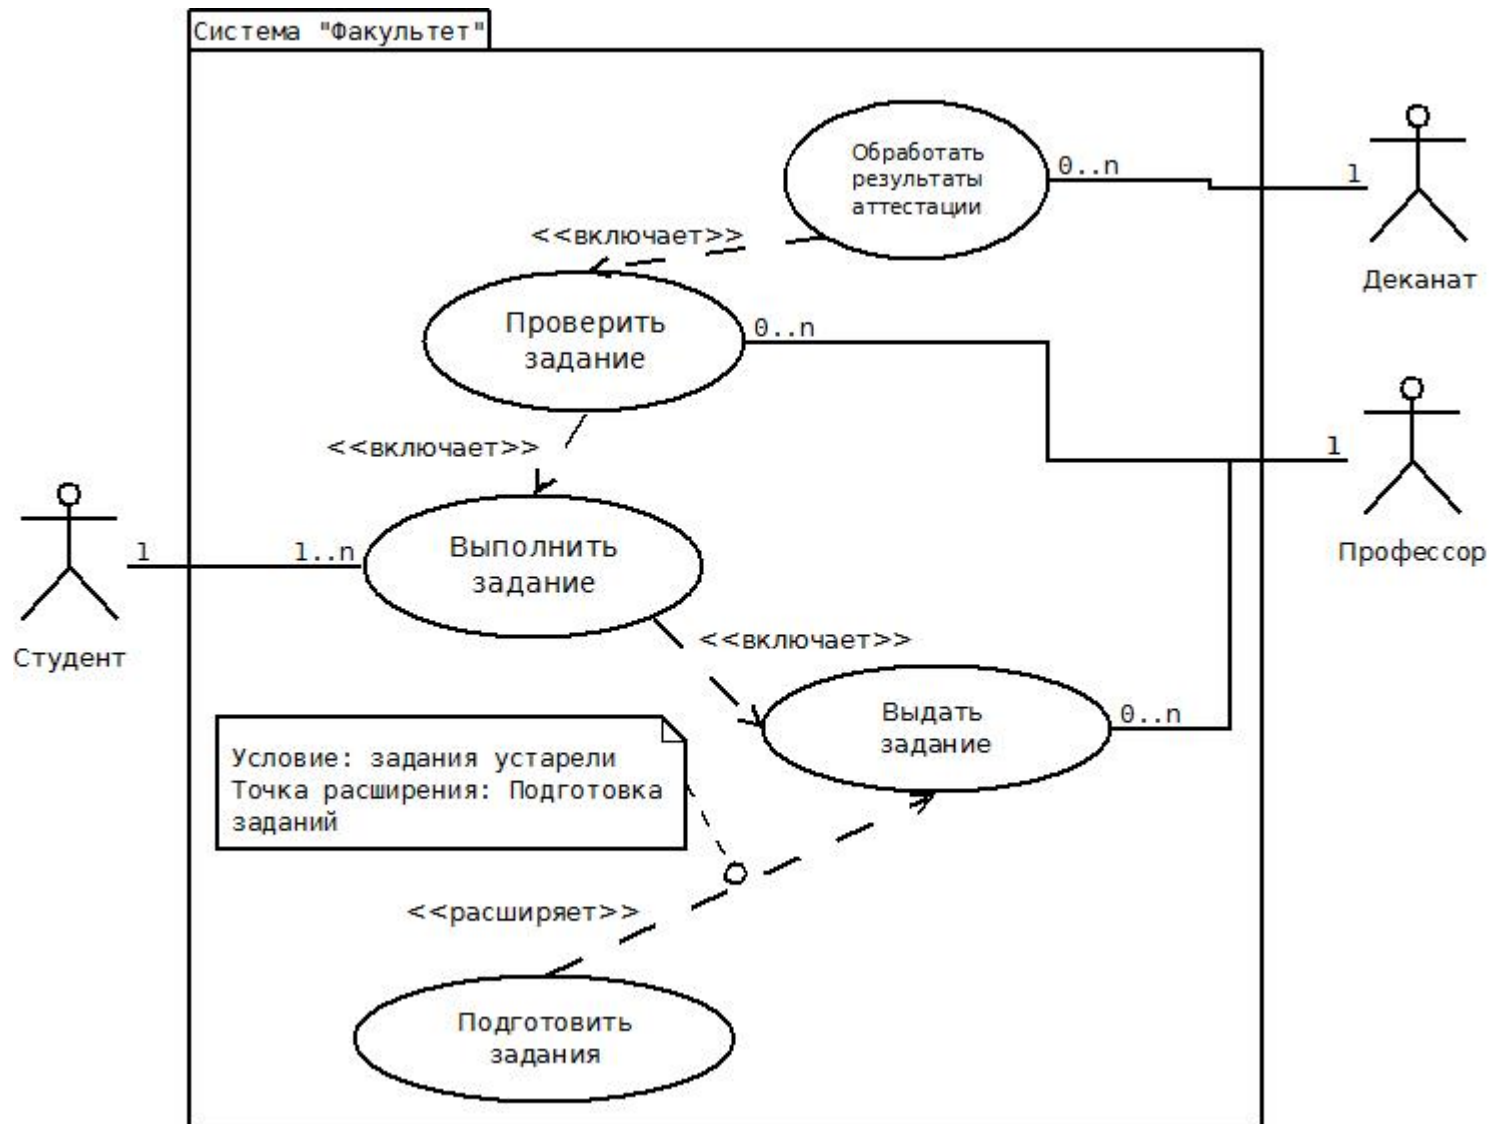 Система "Факультет"
Обработать
результаты
аттестации
0..n
1
Деканат
<<включает>>
Проверить
задание
0..n
1
Профессор
<<включает>>
Выполнить
задание
1
1..n
Студент
<<включает>>
Выдать
задание
0..n
Условие: задания устарели
Точка расширения: Подготовка
заданий
<<расширяет>>
Подготовить
задания